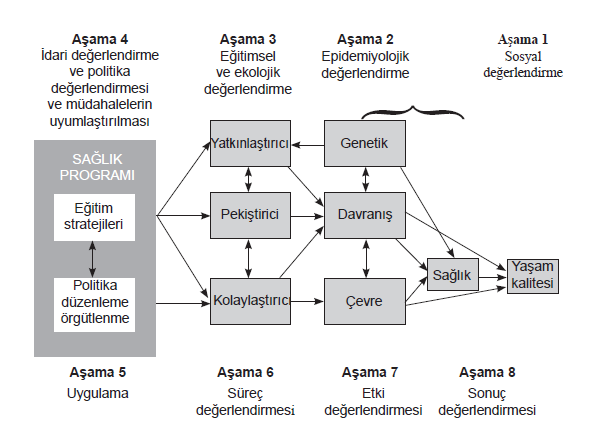 Aşama 4
İdari değerlendirme
ve politika
değerlendirmesi
ve müdahalelerin
uyumlaştırılması
Aşama 3
Eğitimsel
ve ekolojik
değerlendirme
Aşama 2
Epidemiyolojik
değerlendirme
Aşama 1
Sosyal
değerlendirme
SAĞLIK
PROGRAMI
Eğitim
stratejileri
Politika
düzenleme
örgütlenme
Yatkınlaştırıcı
Pekiştirici
Kolaylaştırıcı
Genetik
Davranış
Çevre
Sağlık
Yaşam
kalitesi
Aşama 5
Uygulama
Aşama 6
Süreç
değerlendirmesi
Aşama 7
Etki
değerlendirmesi
Aşama 8
Sonuç
değerlendirmesi